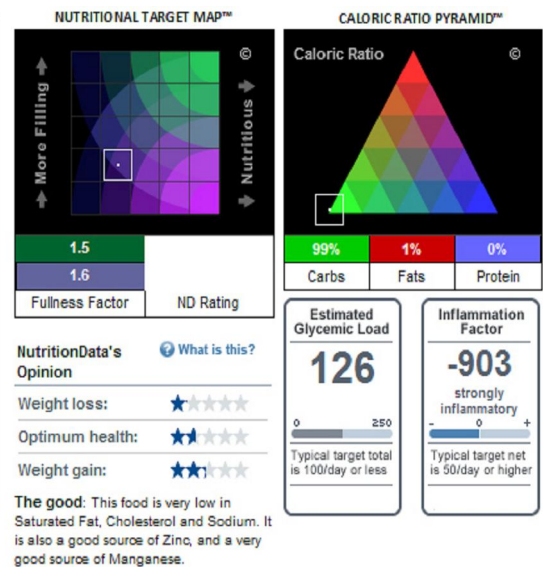 NUTRITIONAL TARGET MAP™
©
More Filling
Nutritious
1.5
1.6
Fullness Factor
ND Rating
NutritionData's
Opinion
What is this?
Weight loss:
Optimum health:
Weight gain:
The good: This food is very low in
Saturated Fat, Cholesterol and Sodium. It
is also a good source of Zinc, and a very
good source of Manganese.
CALORIC RATIO PYRAMID™
Caloric Ratio
©
99% 1% 0%
Carbs Fats Protein
Estimated
Glycemic Load
126
0 250
Typical target total
is 100/day or less
Inflammation
Factor
-903
strongly
inflammatory
- 0 +
Typical target net
is 50/day or higher